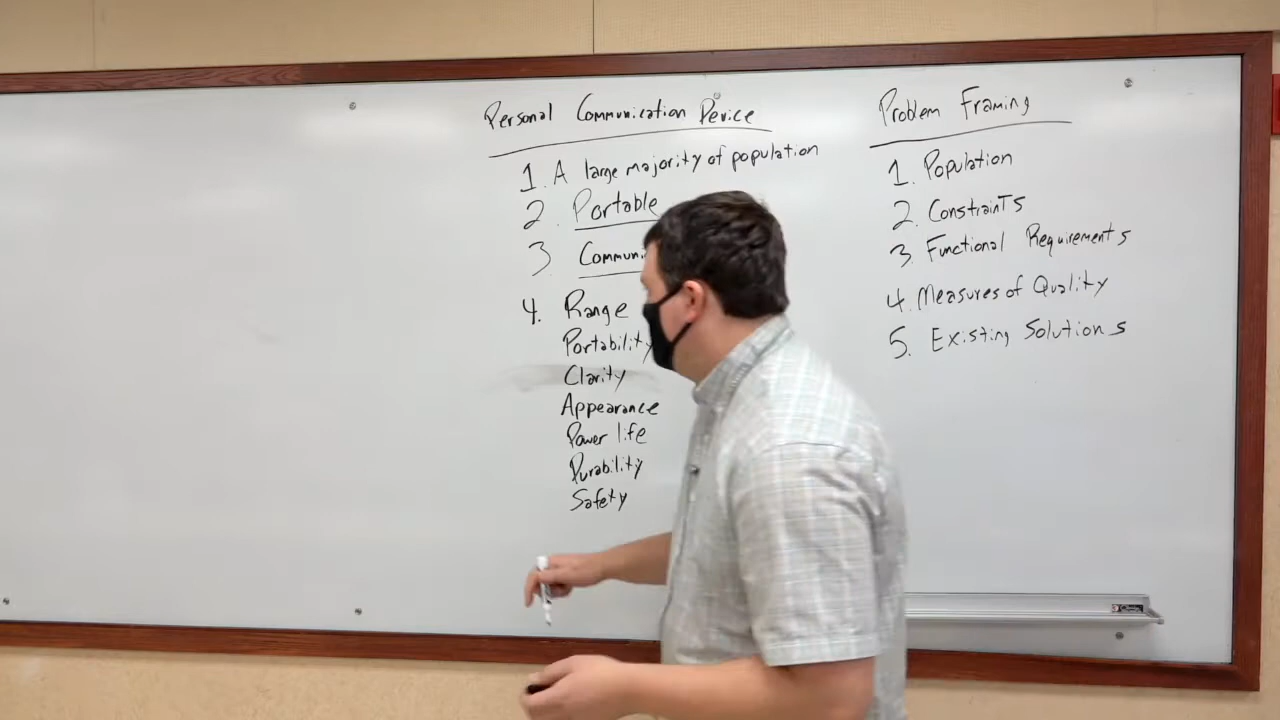 Personal Communication Device
1. A large majority of population
2. Portable
3
4. Range
Portability
Clarity
Appearance
Power life
Durability
Safety
Problem Framing
1. Population
2. Constraints
3. Functional Requirements
4. Measures of Quality
5. Existing Solutions